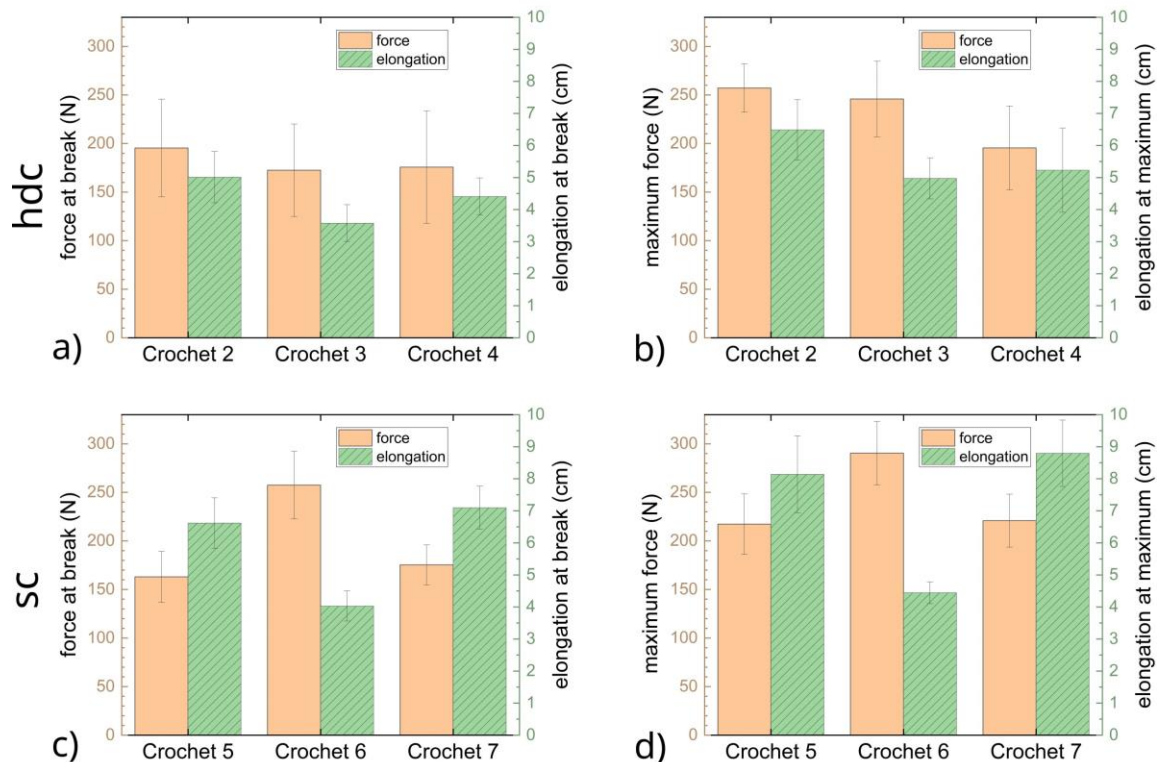 hdc
force at break (N)
300
250
200
150
100
50
0
force
elongation
10
9
8
7
6
5
4
3
2
1
0
elongation at break (cm)
a)
Crochet 2 Crochet 3 Crochet 4
maximum force (N)
300
250
200
150
100
50
0
force
elongation
10
9
8
7
6
5
4
3
2
1
0
elongation at maximum (cm)
b)
Crochet 2 Crochet 3 Crochet 4
sc
force at break (N)
300
250
200
150
100
50
0
force
elongation
10
9
8
7
6
5
4
3
2
1
0
elongation at break (cm)
c)
Crochet 5 Crochet 6 Crochet 7
maximum force (N)
300
250
200
150
100
50
0
force
elongation
10
9
8
7
6
5
4
3
2
1
0
elongation at maximum (cm)
d)
Crochet 5 Crochet 6 Crochet 7